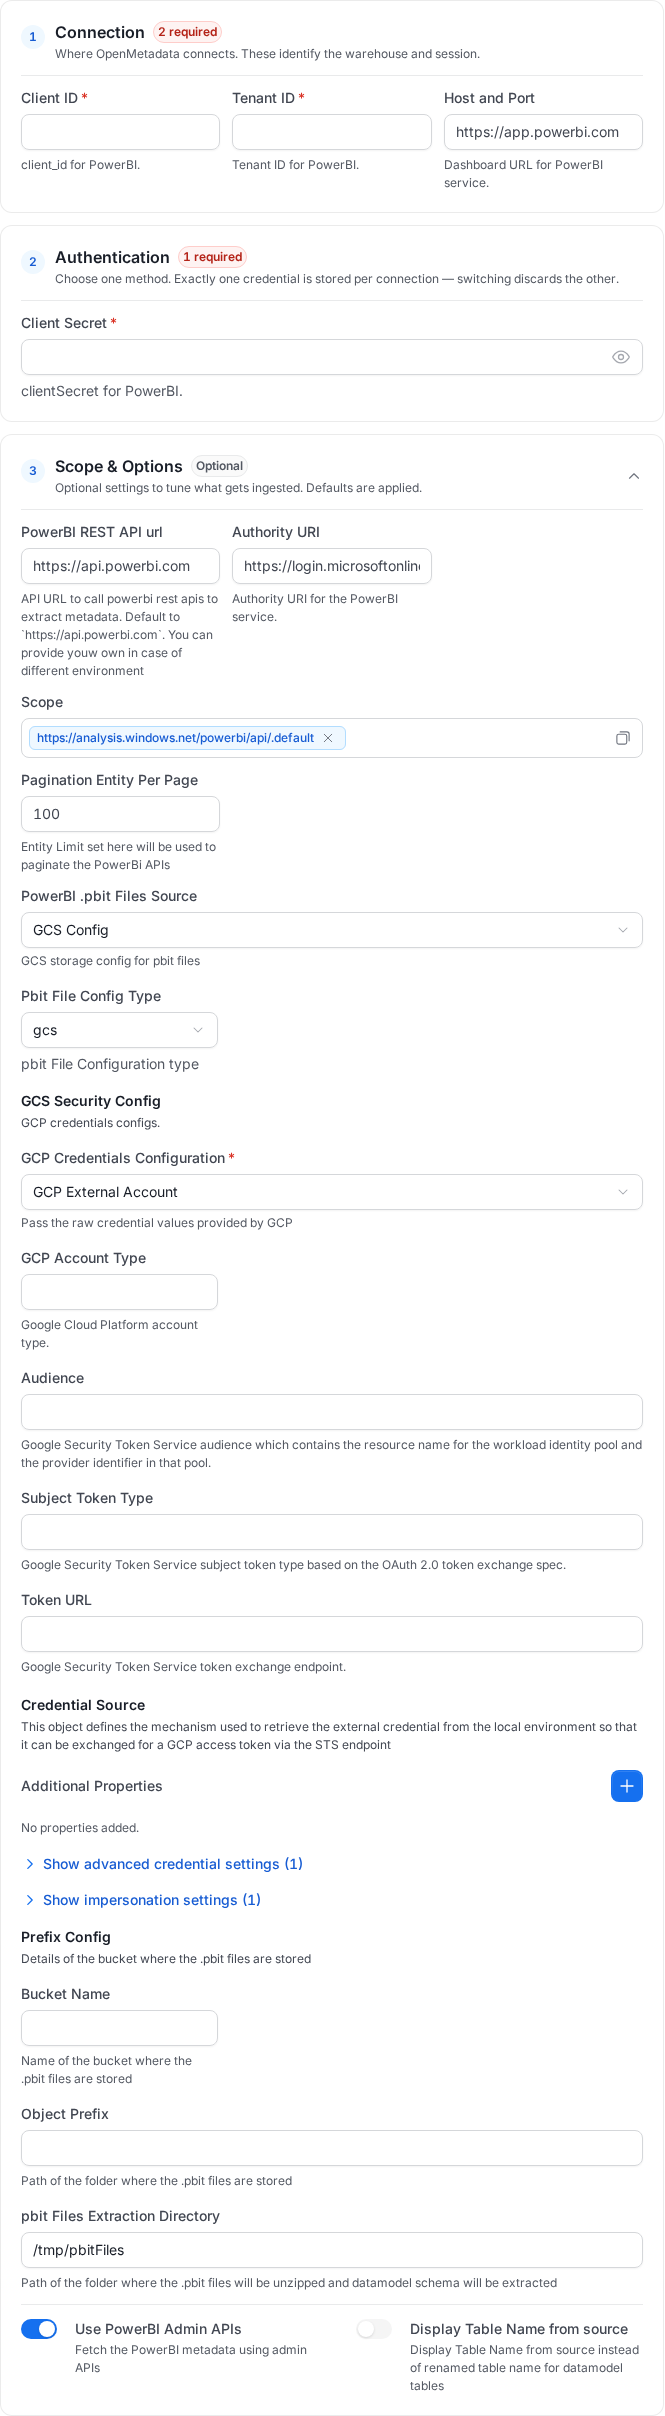 1 Connection 2 required
Where OpenMetadata connects. These identify the warehouse and session.
Client ID * Tenant ID * Host and Port
https://app.powerbi.com
client_id for PowerBI. Tenant ID for PowerBI. Dashboard URL for PowerBI
service.
2 Authentication 1 required
Choose one method. Exactly one credential is stored per connection — switching discards the other.
Client Secret *
clientSecret for PowerBI.
3 Scope & Options Optional
Optional settings to tune what gets ingested. Defaults are applied.
PowerBI REST API url Authority URI
https://api.powerbi.com https://login.microsoftonline
API URL to call powerbi rest apis to Authority URI for the PowerBI
extract metadata. Default to service.
`https://api.powerbi.com`. You can
provide youw own in case of
different environment
Scope
https://analysis.windows.net/powerbi/api/.default
Pagination Entity Per Page
100
Entity Limit set here will be used to
paginate the PowerBi APIs
PowerBI .pbit Files Source
GCS Config
GCS storage config for pbit files
Pbit File Config Type
gcs
pbit File Configuration type
GCS Security Config
GCP credentials configs.
GCP Credentials Configuration *
GCP External Account
Pass the raw credential values provided by GCP
GCP Account Type
Google Cloud Platform account
type.
Audience
Google Security Token Service audience which contains the resource name for the workload identity pool and
the provider identifier in that pool.
Subject Token Type
Google Security Token Service subject token type based on the OAuth 2.0 token exchange spec.
Token URL
Google Security Token Service token exchange endpoint.
Credential Source
This object defines the mechanism used to retrieve the external credential from the local environment so that
it can be exchanged for a GCP access token via the STS endpoint
Additional Properties
No properties added.
Show advanced credential settings (1)
Show impersonation settings (1)
Prefix Config
Details of the bucket where the .pbit files are stored
Bucket Name
Name of the bucket where the
.pbit files are stored
Object Prefix
Path of the folder where the .pbit files are stored
pbit Files Extraction Directory
/tmp/pbitFiles
Path of the folder where the .pbit files will be unzipped and datamodel schema will be extracted
Use PowerBI Admin APIs Display Table Name from source
Fetch the PowerBI metadata using admin Display Table Name from source instead
APIs of renamed table name for datamodel
tables